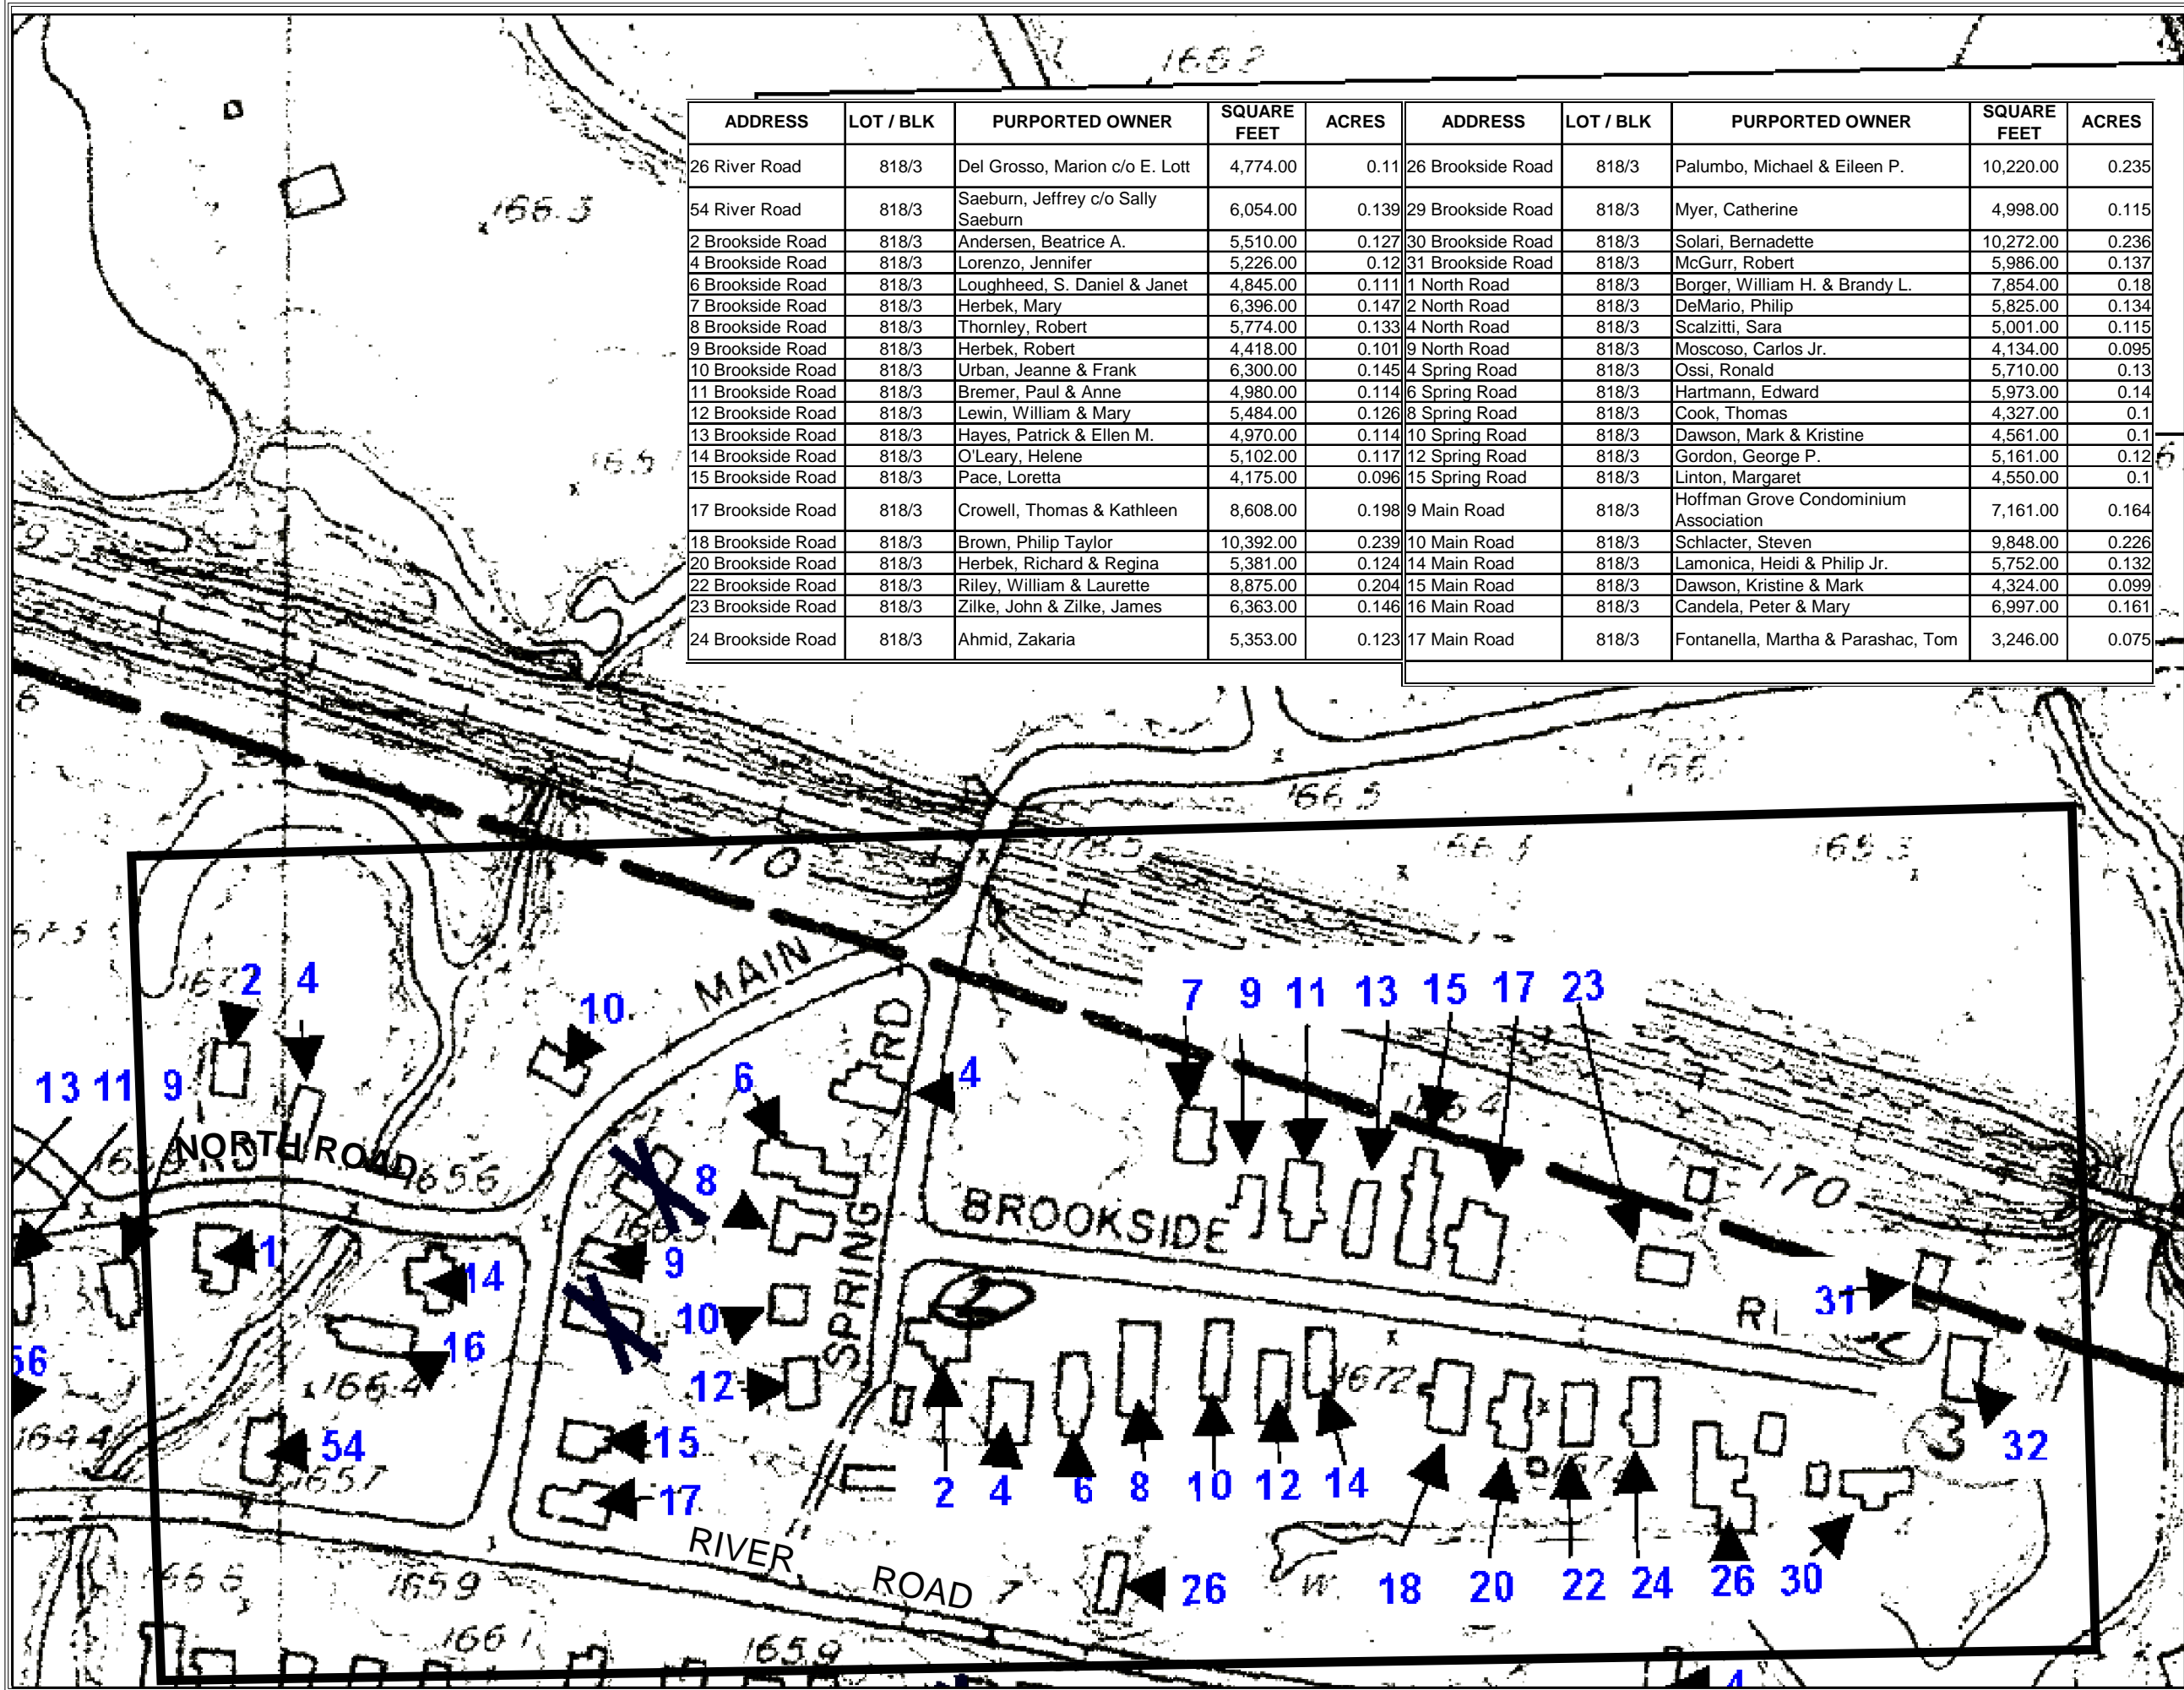 166.2
ADDRESS LOT / BLK PURPORTED OWNER SQUARE FEET ACRES ADDRESS LOT / BLK PURPORTED OWNER SQUARE FEET ACRES
26 River Road 818/3 Del Grosso, Marion c/o E. Lott 4,774.00 0.11 26 Brookside Road 818/3 Palumbo, Michael & Eileen P. 10,220.00 0.235
54 River Road 818/3 Saeburn, Jeffrey c/o Sally Saeburn 6,054.00 0.139 29 Brookside Road 818/3 Myer, Catherine 4,998.00 0.115
2 Brookside Road 818/3 Andersen, Beatrice A. 5,510.00 0.127 30 Brookside Road 818/3 Solari, Bernadette 10,272.00 0.236
4 Brookside Road 818/3 Lorenzo, Jennifer 5,226.00 0.12 31 Brookside Road 818/3 McGurr, Robert 5,986.00 0.137
6 Brookside Road 818/3 Loughheed, S. Daniel & Janet 4,845.00 0.111 1 North Road 818/3 Borger, William H. & Brandy L. 7,854.00 0.18
7 Brookside Road 818/3 Herbek, Mary 6,396.00 0.147 2 North Road 818/3 DeMario, Philip 5,825.00 0.134
8 Brookside Road 818/3 Thornley, Robert 5,774.00 0.133 4 North Road 818/3 Scalzitti, Sara 5,001.00 0.115
9 Brookside Road 818/3 Herbek, Robert 4,418.00 0.101 9 North Road 818/3 Moscoso, Carlos Jr. 4,134.00 0.095
10 Brookside Road 818/3 Urban, Jeanne & Frank 6,300.00 0.145 4 Spring Road 818/3 Ossi, Ronald 5,710.00 0.13
11 Brookside Road 818/3 Bremer, Paul & Anne 4,980.00 0.114 6 Spring Road 818/3 Hartmann, Edward 5,973.00 0.14
12 Brookside Road 818/3 Lewin, William & Mary 5,484.00 0.126 8 Spring Road 818/3 Cook, Thomas 4,327.00 0.1
13 Brookside Road 818/3 Hayes, Patrick & Ellen M. 4,970.00 0.114 10 Spring Road 818/3 Dawson, Mark & Kristine 4,561.00 0.1
14 Brookside Road 818/3 O'Leary, Helene 5,102.00 0.117 12 Spring Road 818/3 Gordon, George P. 5,161.00 0.12
15 Brookside Road 818/3 Pace, Loretta 4,175.00 0.096 15 Spring Road 818/3 Linton, Margaret 4,550.00 0.1
17 Brookside Road 818/3 Crowell, Thomas & Kathleen 8,608.00 0.198 9 Main Road 818/3 Hoffman Grove Condominium Association 7,161.00 0.164
18 Brookside Road 818/3 Brown, Philip Taylor 10,392.00 0.239 10 Main Road 818/3 Schlacter, Steven 9,848.00 0.226
20 Brookside Road 818/3 Herbek, Richard & Regina 5,381.00 0.124 14 Main Road 818/3 Lamonica, Heidi & Philip Jr. 5,752.00 0.132
22 Brookside Road 818/3 Riley, William & Laurette 8,875.00 0.204 15 Main Road 818/3 Dawson, Kristine & Mark 4,324.00 0.099
23 Brookside Road 818/3 Zilke, John & Zilke, James 6,363.00 0.146 16 Main Road 818/3 Candela, Peter & Mary 6,997.00 0.161
24 Brookside Road 818/3 Ahmid, Zakaria 5,353.00 0.123 17 Main Road 818/3 Fontanella, Martha & Parashac, Tom 3,246.00 0.075
166.3
166.5
170
178.5
2 4
10
MAIN
RD
6
4
7 9 11 13 15 17 23
13 11 9
NORTH ROAD
165.6
170
8
SPRING
BROOKSIDE
1
14
9
2
31
16
10
56
166.4
12
1672
3
32
54
165.7
15
17
2 4 6 8 10 12 14
RIVER ROAD
26
W.
18 20 22 24 26 30
1659
1661
1659
4